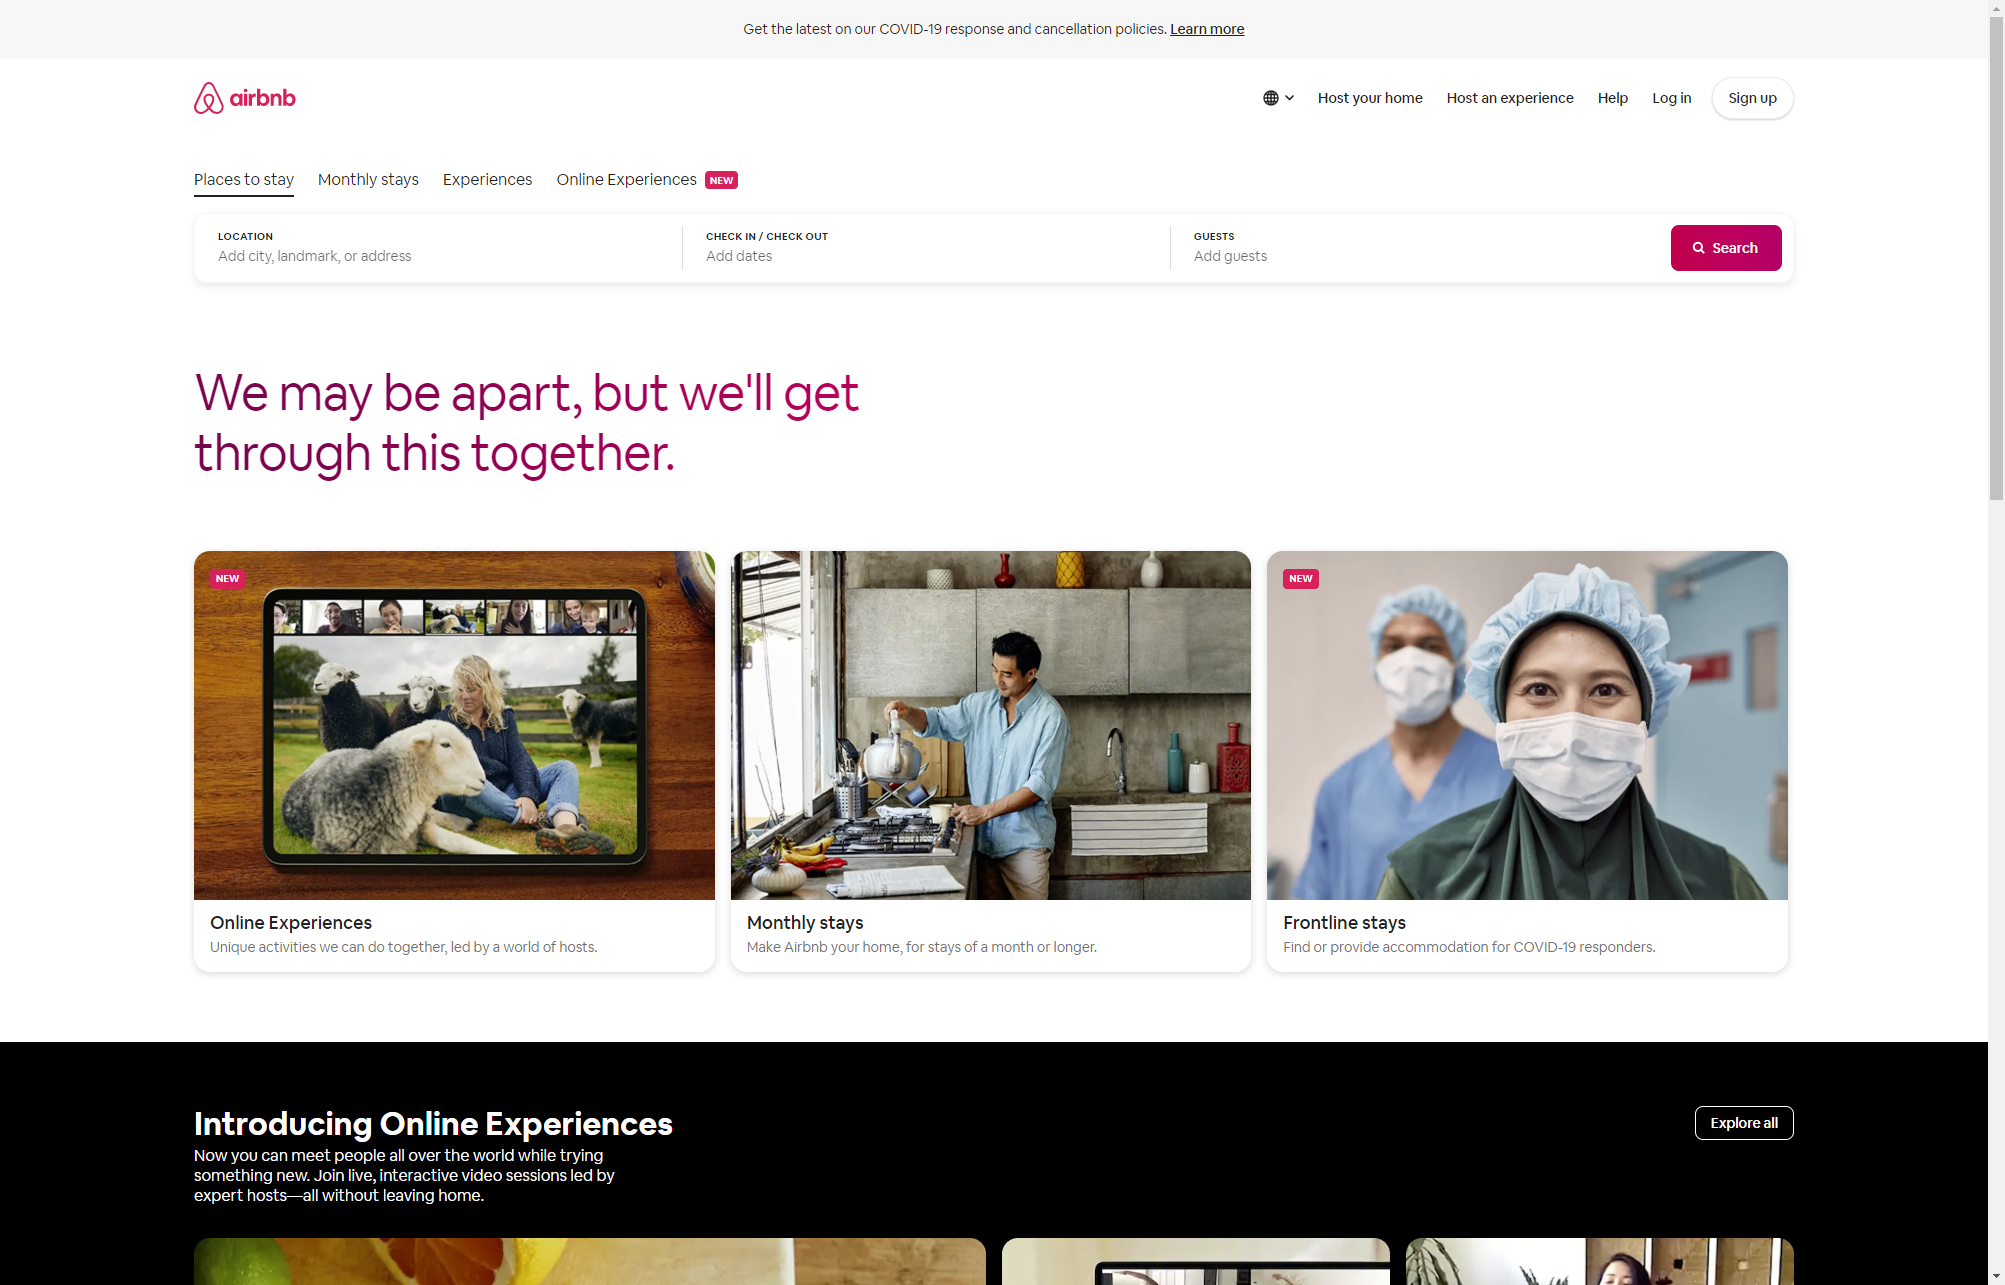 Get the latest on our COVID-19 response and cancellation policies. Learn more
airbnb
Host your home
Host an experience
Help
Log in
Sign up
Places to stay
Monthly stays
Experiences
Online Experiences
NEW
LOCATION
Add city, landmark, or address
CHECK IN / CHECK OUT
Add dates
GUESTS
Add guests
Search
We may be apart, but we'll get
through this together.
NEW
Online Experiences
Unique activities we can do together, led by a world of hosts.
Monthly stays
Make Airbnb your home, for stays of a month or longer.
NEW
Frontline stays
Find or provide accommodation for COVID-19 responders.
Introducing Online Experiences
Explore all
Now you can meet people all over the world while trying
something new. Join live, interactive video sessions led by
expert hosts—all without leaving home.